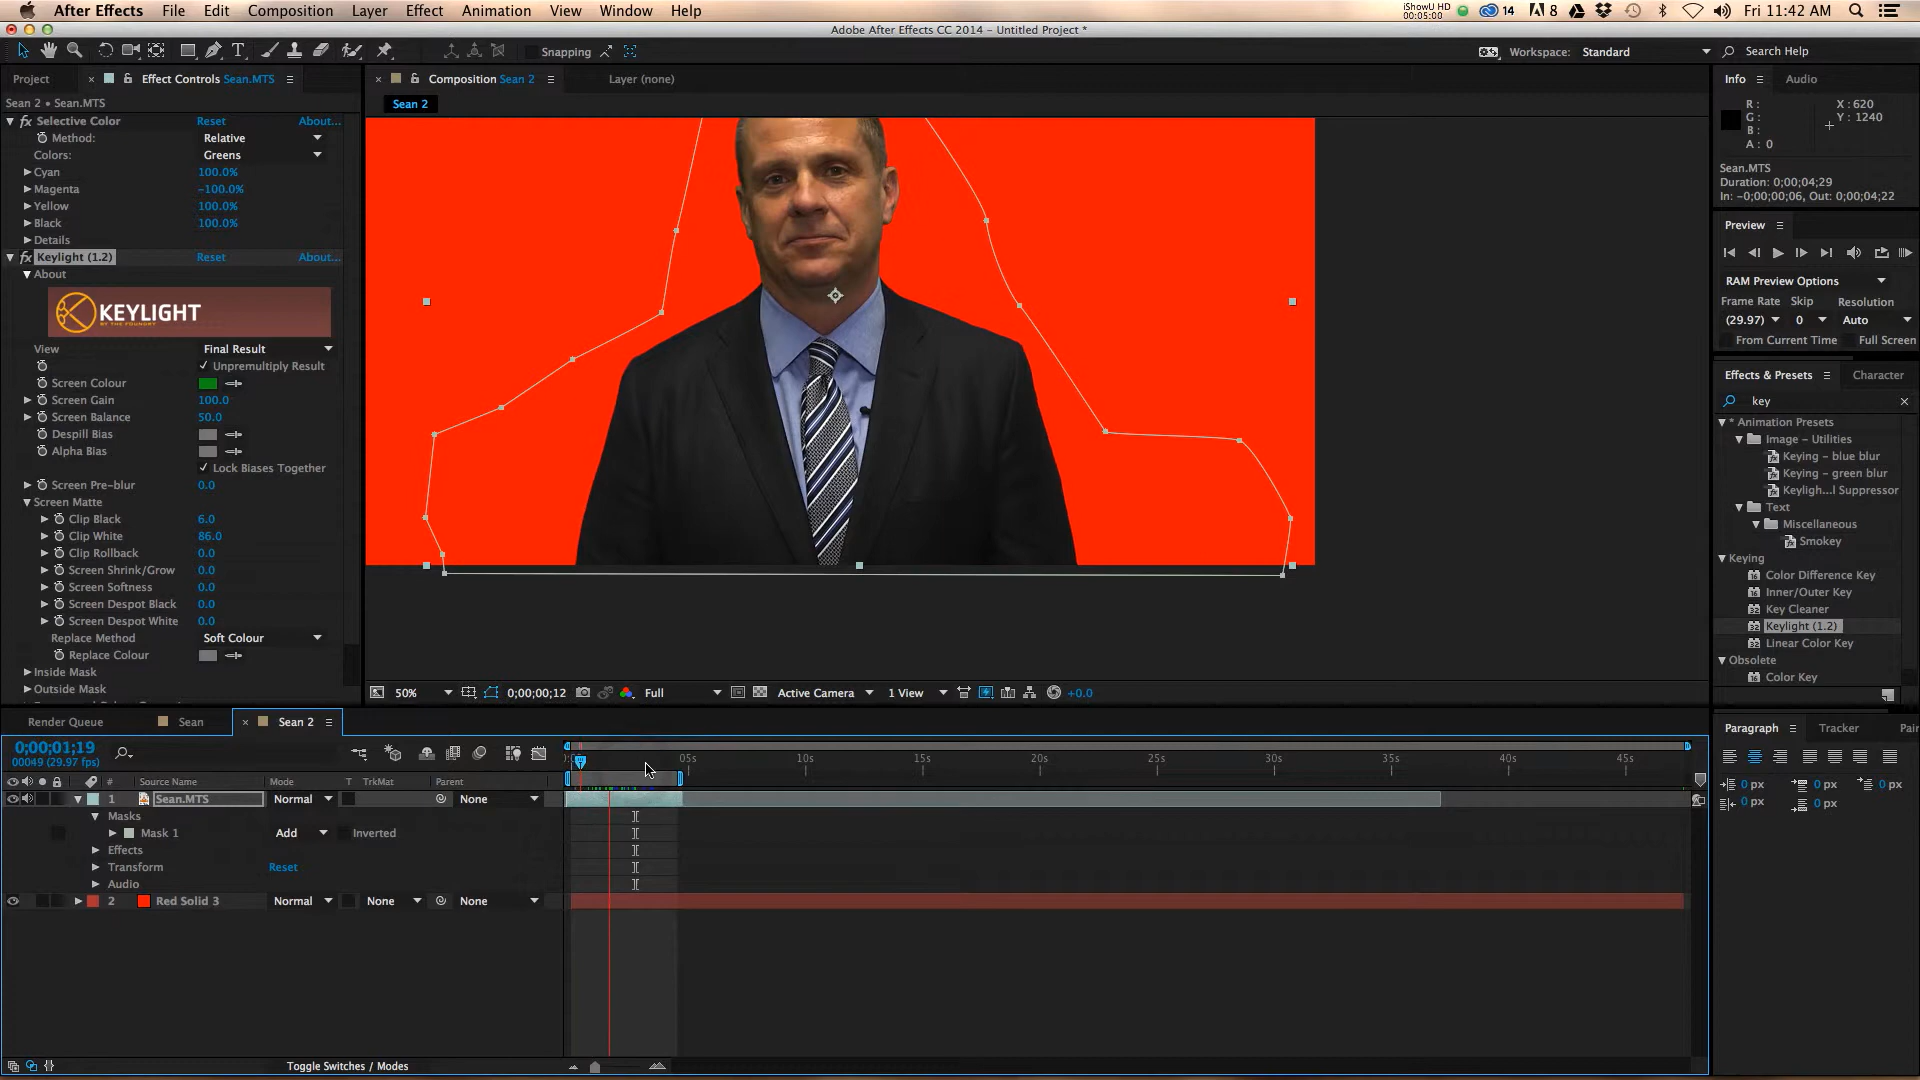 After Effects File Edit Composition Layer Effect Animation View Window Help
iShowU HD 00:05:00 14 8 Fri 11:42 AM
Adobe After Effects CC 2014 - Untitled Project *
Snapping Workspace: Standard Search Help
Project Effect Controls Sean.MTS
Sean 2 • Sean.MTS
fx Selective Color Reset About...
Method: Relative
Colors: Greens
Cyan 100.0%
Magenta -100.0%
Yellow 100.0%
Black 100.0%
Details
fx Keylight (1.2) Reset About...
About
KEYLIGHT
BY THE FOUNDRY
View Final Result
Unpremultiply Result
Screen Colour
Screen Gain 100.0
Screen Balance 50.0
Despill Bias
Alpha Bias
Lock Biases Together
Screen Pre-blur 0.0
Screen Matte
Clip Black 6.0
Clip White 86.0
Clip Rollback 0.0
Screen Shrink/Grow 0.0
Screen Softness 0.0
Screen Despot Black 0.0
Screen Despot White 0.0
Replace Method Soft Colour
Replace Colour
Inside Mask
Outside Mask
Composition Sean 2 Layer (none)
Sean 2
50% 0;00;00;12 Full Active Camera 1 View +0.0
Info Audio
R: X: 620
G: Y: 1240
B:
A: 0
Sean.MTS
Duration: 0;00;04;29
In: -0;00;00;06, Out: 0;00;04;22
Preview
RAM Preview Options
Frame Rate Skip Resolution
(29.97) 0 Auto
From Current Time Full Screen
Effects & Presets Character
key
* Animation Presets
Image - Utilities
Keying - blue blur
Keying - green blur
Keyligh...l Suppressor
Text
Miscellaneous
Smokey
Keying
Color Difference Key
Inner/Outer Key
Key Cleaner
Keylight (1.2)
Linear Color Key
Obsolete
Color Key
Render Queue Sean Sean 2
0;00;01;19
00049 (29.97 fps)
05s 10s 15s 20s 25s 30s 35s 40s 45s
# Source Name Mode T TrkMat Parent
1 Sean.MTS Normal None
Masks
Mask 1 Add Inverted
Effects
Transform Reset
Audio
2 Red Solid 3 Normal None None
Toggle Switches / Modes
Paragraph Tracker Pai
0 px 0 px 0 px
0 px 0 px